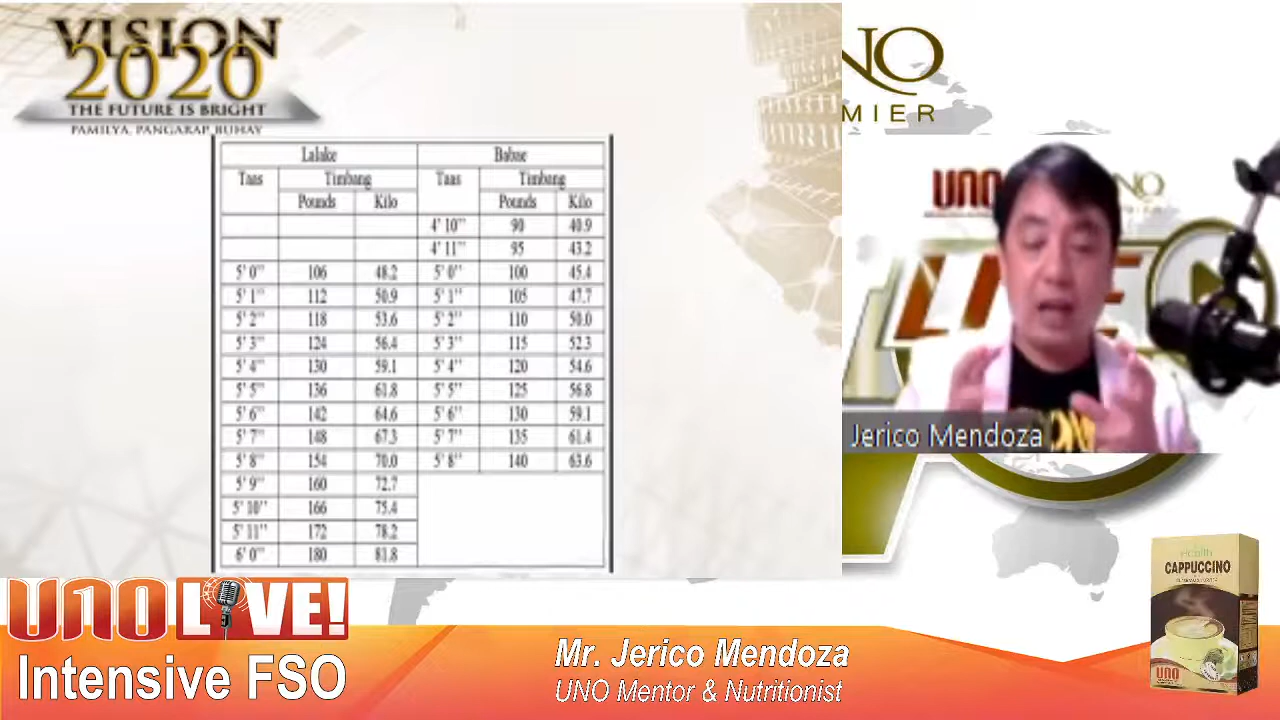 VISION
2020
THE FUTURE IS BRIGHT
PAMILYA, PANGARAP, BUHAY
Lalake Babae
Taas Timbang Taas Timbang
Pounds Kilo Pounds Kilo
4' 10" 90 40.9
4' 11" 95 43.2
5' 0" 106 48.2 5' 0" 100 45.4
5' 1" 112 50.9 5' 1" 105 47.7
5' 2" 118 53.6 5' 2" 110 50.0
5' 3" 124 56.4 5' 3" 115 52.3
5' 4" 130 59.1 5' 4" 120 54.6
5' 5" 136 61.8 5' 5" 125 56.8
5' 6" 142 64.6 5' 6" 130 59.1
5' 7" 148 67.3 5' 7" 135 61.4
5' 8" 154 70.0 5' 8" 140 63.6
5' 9" 160 72.7
5' 10" 166 75.4
5' 11" 172 78.2
6' 0" 180 81.8
NO
MIER
UNO NO
LIVE
Jerico Mendoza
CAPPUCCINO
UNO
UNO LIVE!
Intensive FSO
Mr. Jerico Mendoza
UNO Mentor & Nutritionist